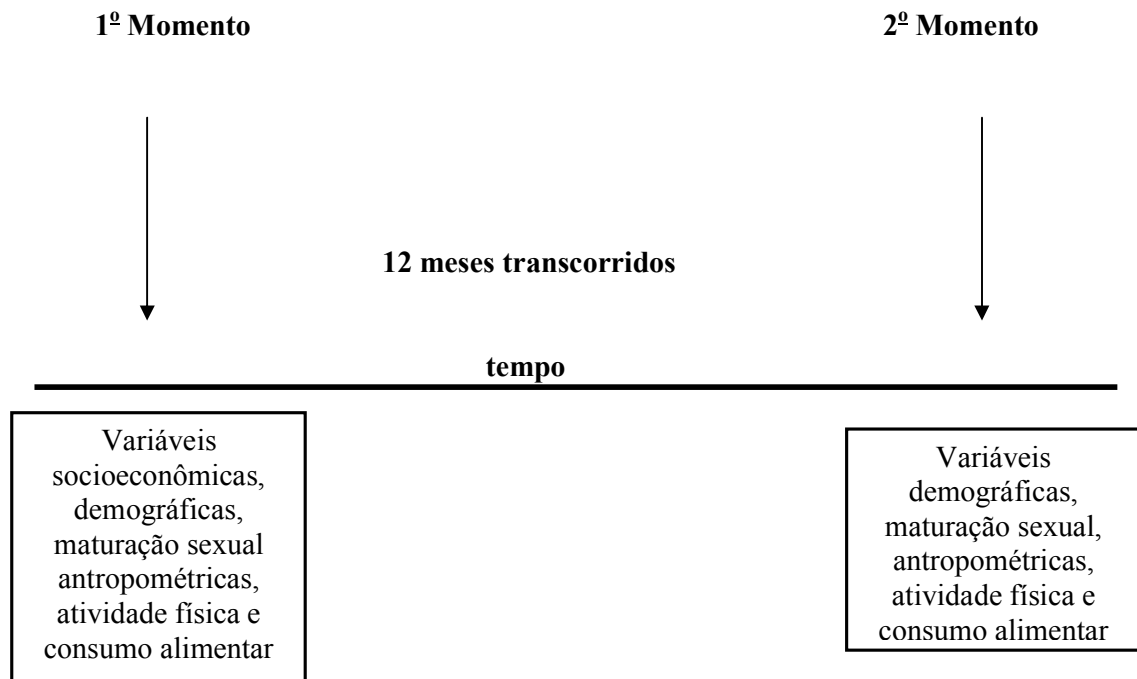 1º Momento
2º Momento
12 meses transcorridos
tempo
Variáveis
socioeconômicas,
demográficas,
maturação sexual
antropométricas,
atividade física e
consumo alimentar
Variáveis
demográficas,
maturação sexual,
antropométricas,
atividade física e
consumo alimentar